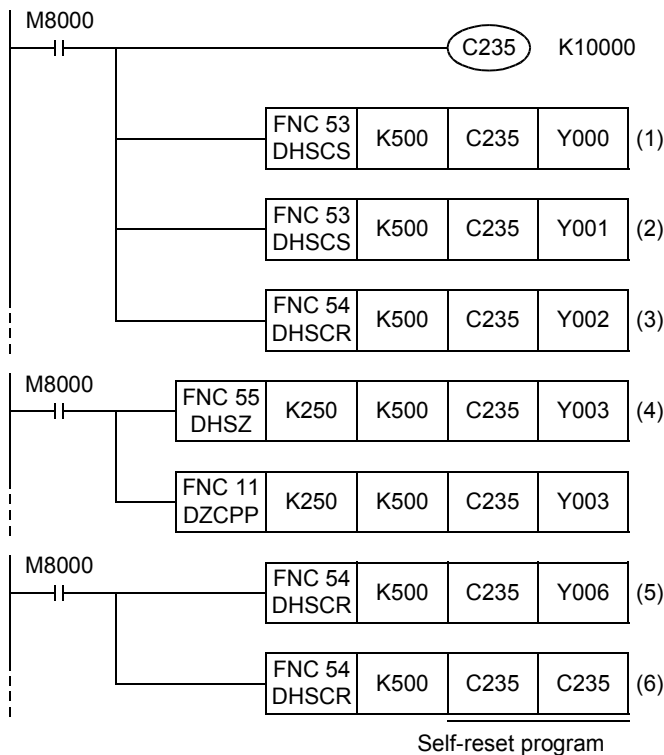 M8000
C235 K10000
FNC 53 DHSCS K500 C235 Y000 (1)
FNC 53 DHSCS K500 C235 Y001 (2)
FNC 54 DHSCR K500 C235 Y002 (3)
M8000
FNC 55 DHSZ K250 K500 C235 Y003 (4)
FNC 11 DZCPP K250 K500 C235 Y003
M8000
FNC 54 DHSCR K500 C235 Y006 (5)
FNC 54 DHSCR K500 C235 C235 (6)
Self-reset program